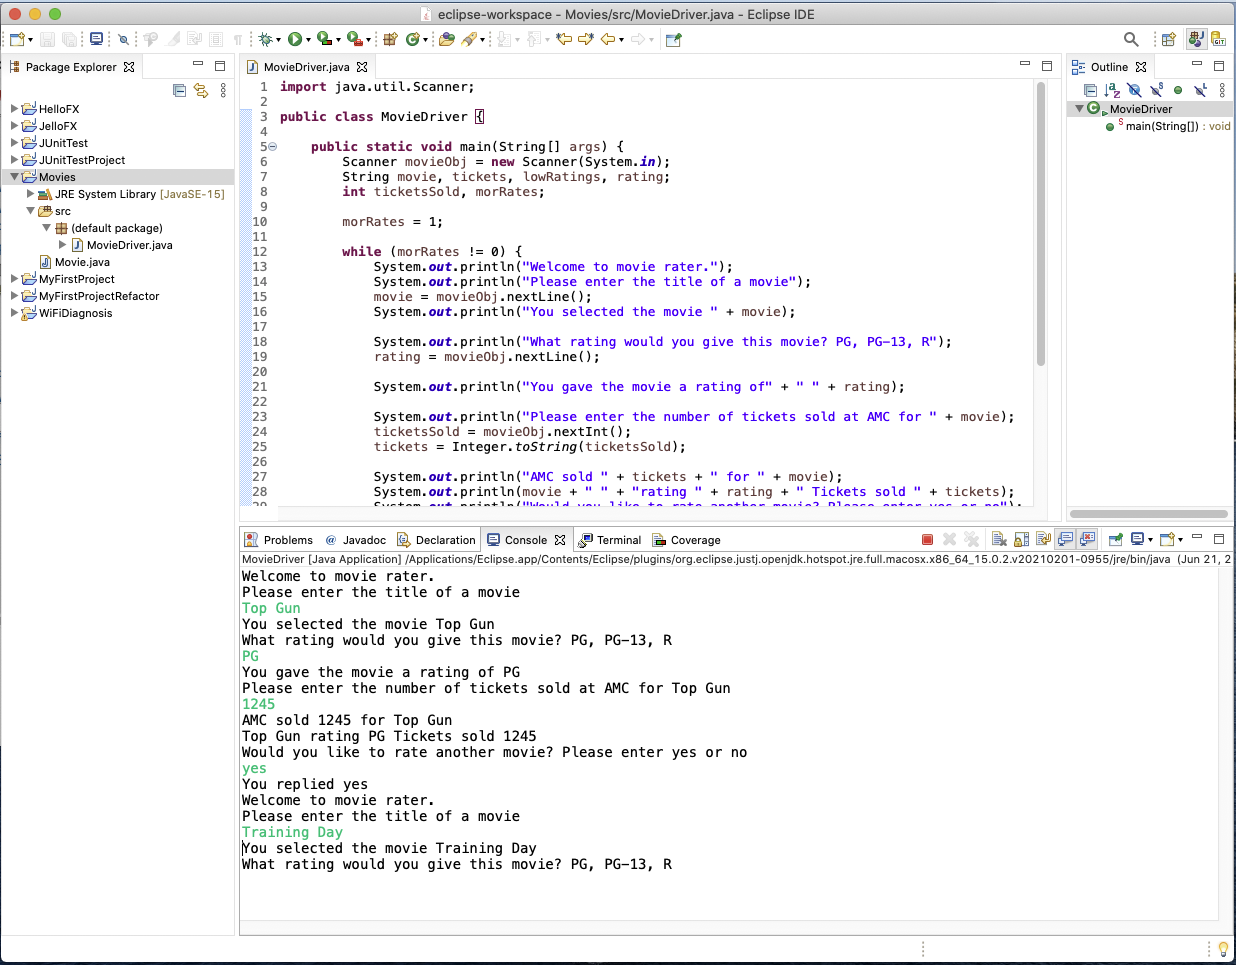 eclipse-workspace - Movies/src/MovieDriver.java - Eclipse IDE
Package Explorer
HelloFX
JelloFX
JUnitTest
JUnitTestProject
Movies
JRE System Library [JavaSE-15]
src
(default package)
MovieDriver.java
Movie.java
MyFirstProject
MyFirstProjectRefactor
WiFiDiagnosis
MovieDriver.java
1 import java.util.Scanner;
2
3 public class MovieDriver {
4
5 public static void main(String[] args) {
6 Scanner movieObj = new Scanner(System.in);
7 String movie, tickets, lowRatings, rating;
8 int ticketsSold, morRates;
9
10 morRates = 1;
11
12 while (morRates != 0) {
13 System.out.println("Welcome to movie rater.");
14 System.out.println("Please enter the title of a movie");
15 movie = movieObj.nextLine();
16 System.out.println("You selected the movie " + movie);
17
18 System.out.println("What rating would you give this movie? PG, PG-13, R");
19 rating = movieObj.nextLine();
20
21 System.out.println("You gave the movie a rating of" + " " + rating);
22
23 System.out.println("Please enter the number of tickets sold at AMC for " + movie);
24 ticketsSold = movieObj.nextInt();
25 tickets = Integer.toString(ticketsSold);
26
27 System.out.println("AMC sold " + tickets + " for " + movie);
28 System.out.println(movie + " " + "rating " + rating + " Tickets sold " + tickets);
29 System.out.println("Would you like to rate another movie? Please enter yes or no");
Outline
MovieDriver
main(String[]) : void
Problems @ Javadoc Declaration Console Terminal Coverage
MovieDriver [Java Application] /Applications/Eclipse.app/Contents/Eclipse/plugins/org.eclipse.justj.openjdk.hotspot.jre.full.macosx.x86_64_15.0.2.v20210201-0955/jre/bin/java (Jun 21, 2
Welcome to movie rater.
Please enter the title of a movie
Top Gun
You selected the movie Top Gun
What rating would you give this movie? PG, PG-13, R
PG
You gave the movie a rating of PG
Please enter the number of tickets sold at AMC for Top Gun
1245
AMC sold 1245 for Top Gun
Top Gun rating PG Tickets sold 1245
Would you like to rate another movie? Please enter yes or no
yes
You replied yes
Welcome to movie rater.
Please enter the title of a movie
Training Day
You selected the movie Training Day
What rating would you give this movie? PG, PG-13, R